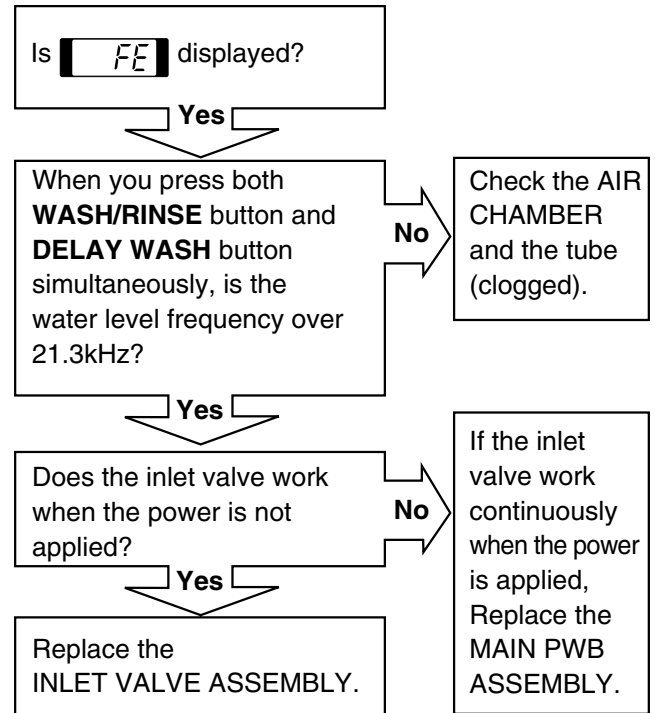 Is FE displayed?
Yes
When you press both
WASH/RINSE button and
DELAY WASH button
simultaneously, is the
water level frequency over
21.3kHz?
No
Check the AIR
CHAMBER
and the tube
(clogged).
Yes
Does the inlet valve work
when the power is not
applied?
No
If the inlet
valve work
continuously
when the power
is applied,
Replace the
MAIN PWB
ASSEMBLY.
Yes
Replace the
INLET VALVE ASSEMBLY.